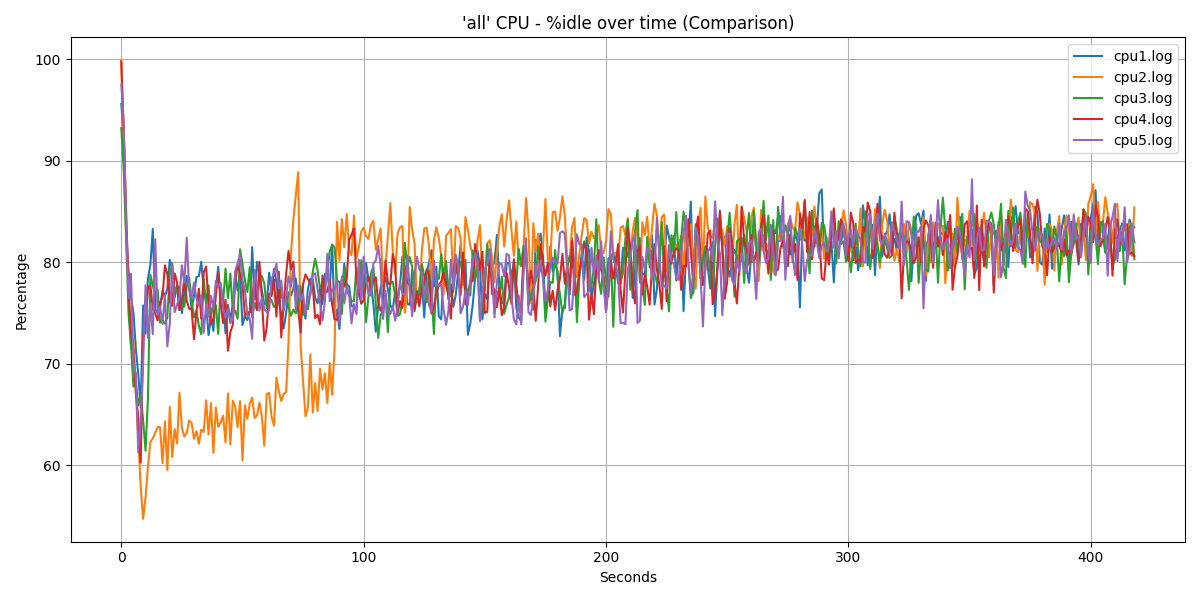 'all' CPU - %idle over time (Comparison)
cpu1.log
cpu2.log
cpu3.log
cpu4.log
cpu5.log
Percentage
100
90
80
70
60
0
100
200
300
400
Seconds